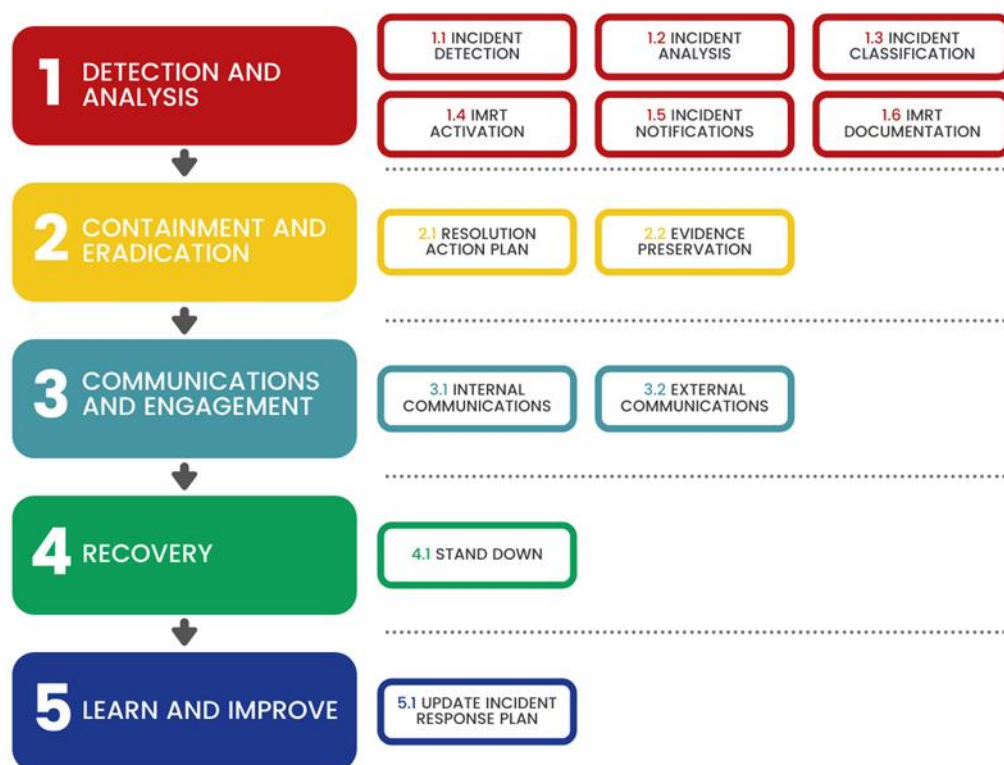 1 DETECTION AND
ANALYSIS
1.1 INCIDENT
DETECTION
1.2 INCIDENT
ANALYSIS
1.3 INCIDENT
CLASSIFICATION
1.4 IMRT
ACTIVATION
1.5 INCIDENT
NOTIFICATIONS
1.6 IMRT
DOCUMENTATION
2 CONTAINMENT AND
ERADICATION
2.1 RESOLUTION
ACTION PLAN
2.2 EVIDENCE
PRESERVATION
3 COMMUNICATIONS
AND ENGAGEMENT
3.1 INTERNAL
COMMUNICATIONS
3.2 EXTERNAL
COMMUNICATIONS
4 RECOVERY
4.1 STAND DOWN
5 LEARN AND IMPROVE
5.1 UPDATE INCIDENT
RESPONSE PLAN